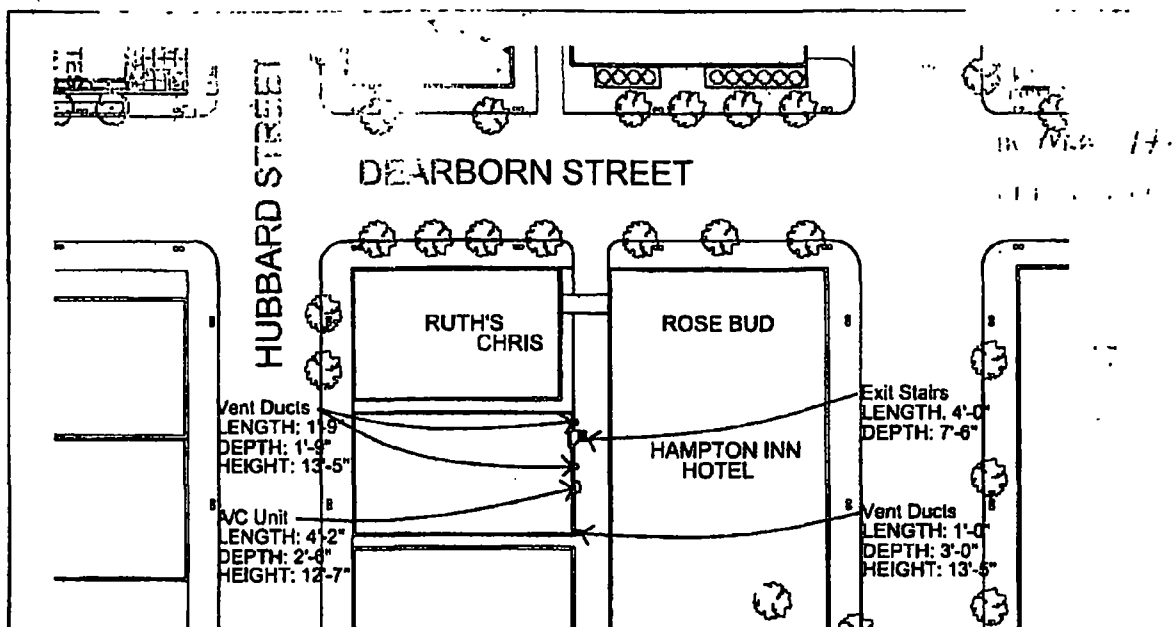 HUBBARD STREET
DEARBORN STREET
RUTH'S
CHRIS
ROSE BUD
Vent Ducts
LENGTH: 1'-9
DEPTH: 1'-9"
HEIGHT: 13'-5"
Exit Stairs
LENGTH. 4'-0"
DEPTH: 7'-6"
HAMPTON INN
HOTEL
A/C Unit
LENGTH: 4'-2"
DEPTH: 2'-6"
HEIGHT: 12'-7"
Vent Ducts
LENGTH: 1'-0"
DEPTH: 3'-0"
HEIGHT: 13'-5"